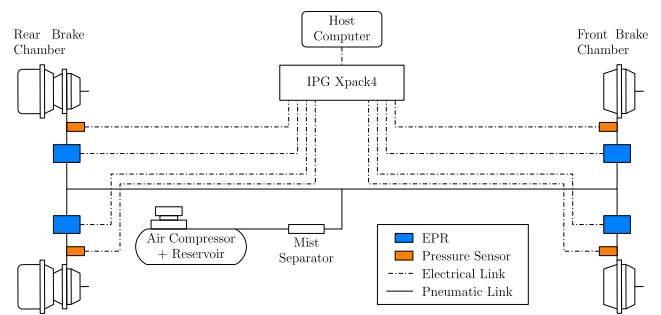 Host
Computer
Rear Brake
Chamber
Front Brake
Chamber
IPG Xpack4
Air Compressor
+ Reservoir
Mist
Separator
EPR
Pressure Sensor
Electrical Link
Pneumatic Link